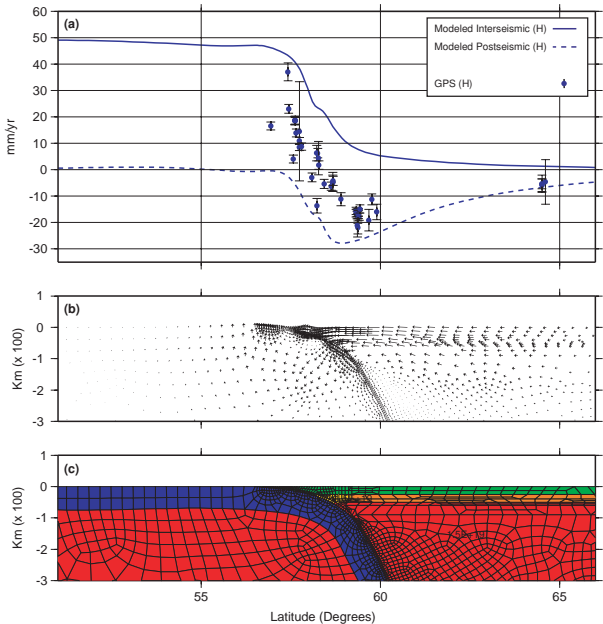 (a)
60
50
40
30
20
10
0
-10
-20
-30
mm/yr
Modeled Interseismic (H)
Modeled Postseismic (H)
GPS (H)
(b)
1
0
-1
-2
-3
Km (x 100)
(c)
1
0
-1
-2
-3
Km (x 100)
55
60
65
Latitude (Degrees)